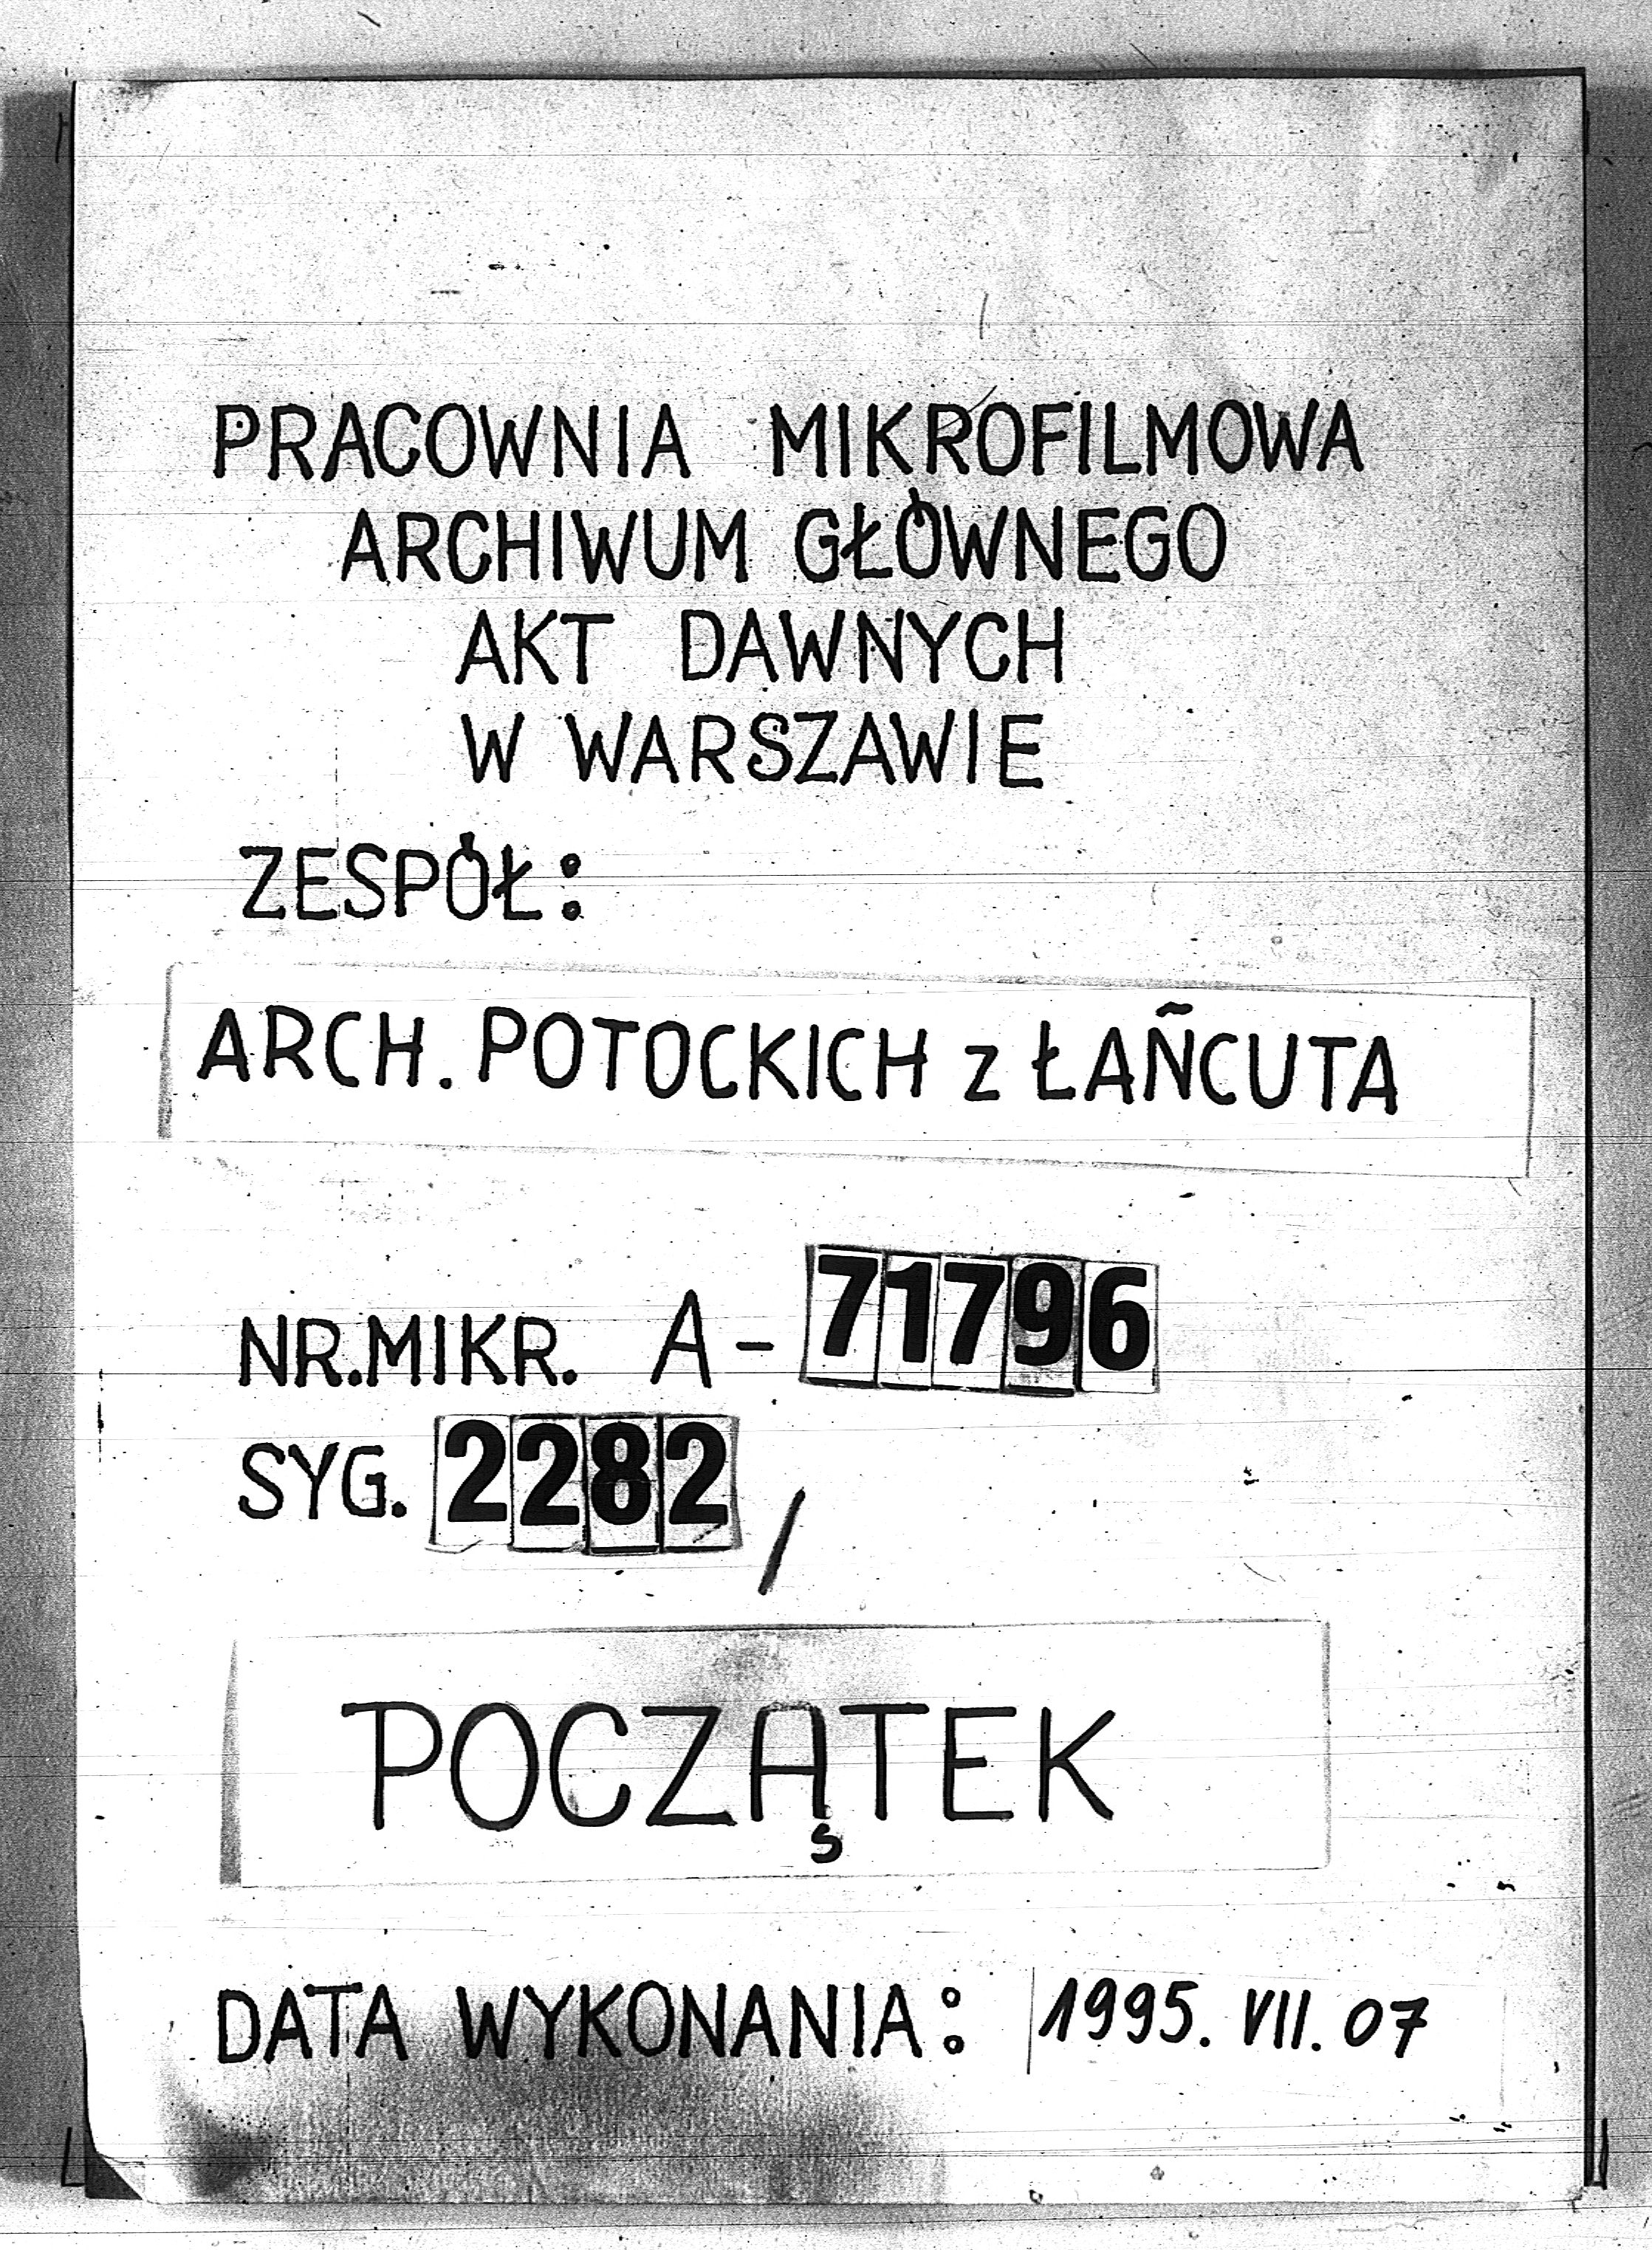 PRACOWNIA MIKROFILMOWA
ARCHIWUM GŁÓWNEGO
AKT DAWNYCH
W WARSZAWIE
ZESPÓŁ:
ARCH. POTOCKICH z ŁAŃCUTA
NR.MIKR. A-71796
SYG. 2282/
POCZĄTEK
DATA WYKONANIA: 1995. VII. 07